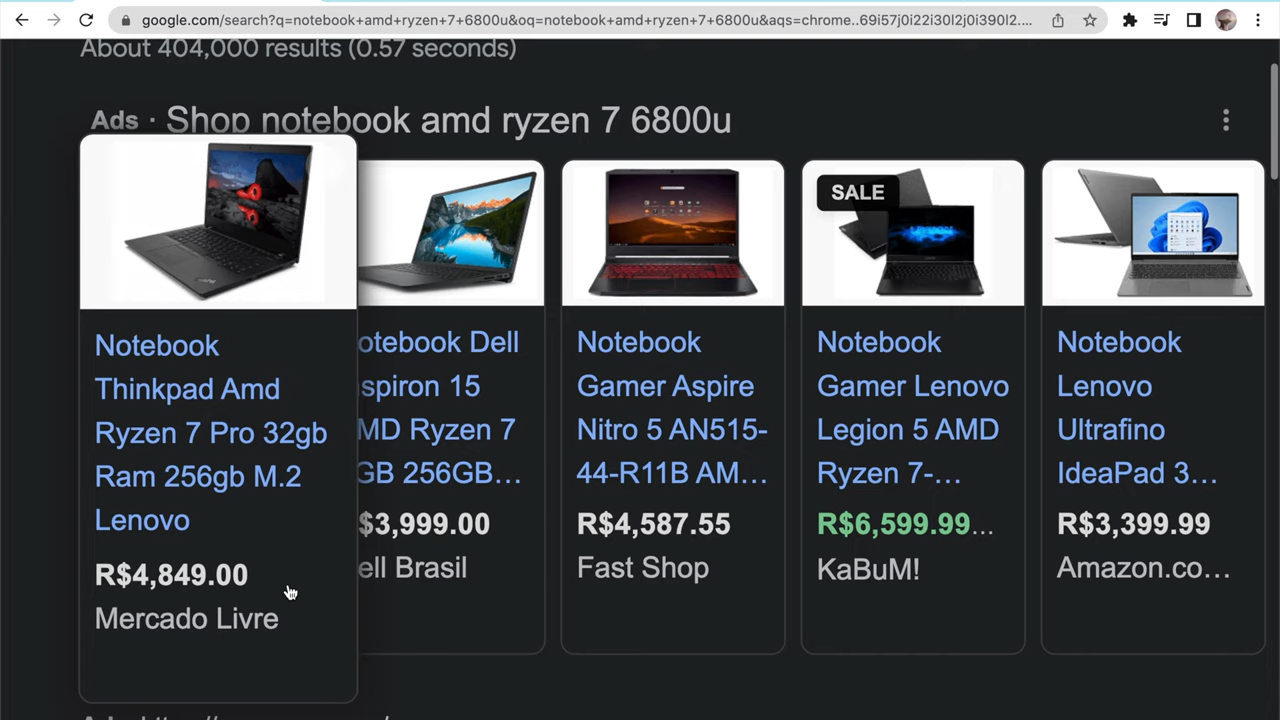 google.com/search?q=notebook+amd+ryzen+7+6800u&oq=notebook+amd+ryzen+7+6800u&aqs=chrome..69i57j0i22i30l2j0i390l2....
About 404,000 results (0.57 seconds)
Ads · Shop notebook amd ryzen 7 6800u
Notebook
Thinkpad Amd
Ryzen 7 Pro 32gb
Ram 256gb M.2
Lenovo
R$4,849.00
Mercado Livre
otebook Dell
spiron 15
MD Ryzen 7
GB 256GB...
$3,999.00
ell Brasil
Notebook
Gamer Aspire
Nitro 5 AN515-
44-R11B AM...
R$4,587.55
Fast Shop
SALE
Notebook
Gamer Lenovo
Legion 5 AMD
Ryzen 7-...
R$6,599.99...
KaBuM!
Notebook
Lenovo
Ultrafino
IdeaPad 3...
R$3,399.99
Amazon.co...